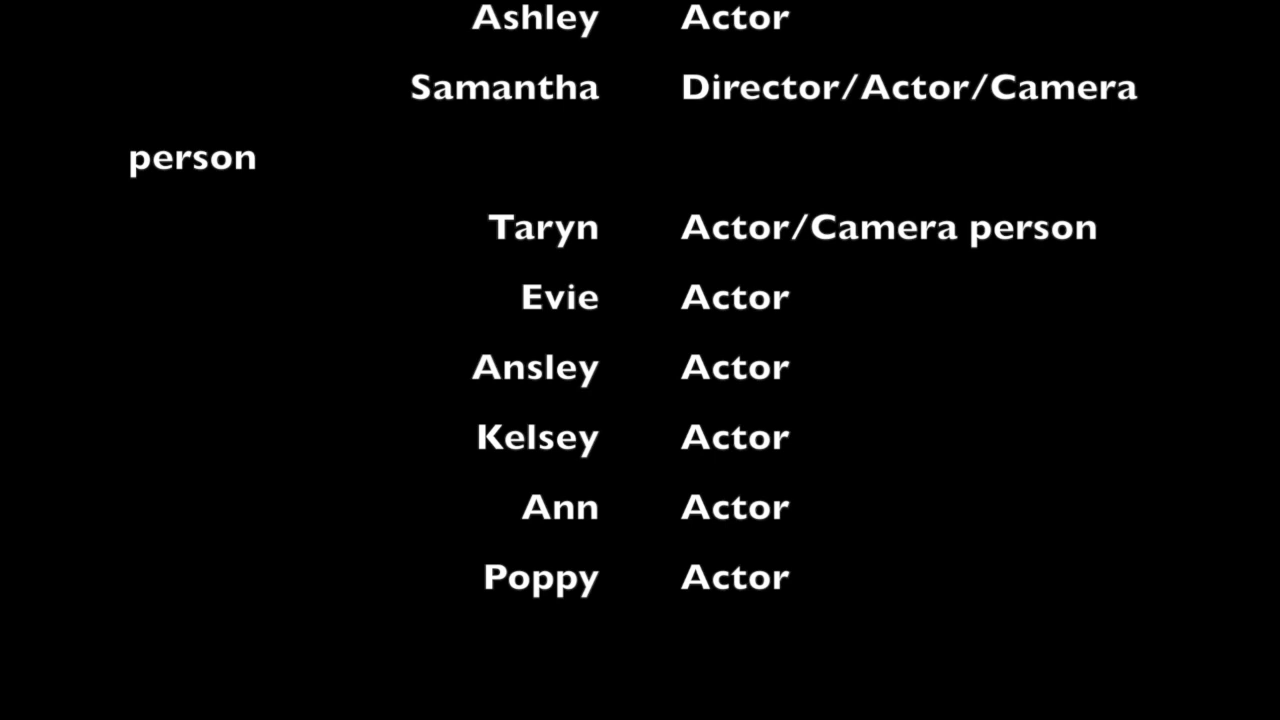 Ashley Actor
Samantha Director/Actor/Camera
person
Taryn Actor/Camera person
Evie Actor
Ansley Actor
Kelsey Actor
Ann Actor
Poppy Actor